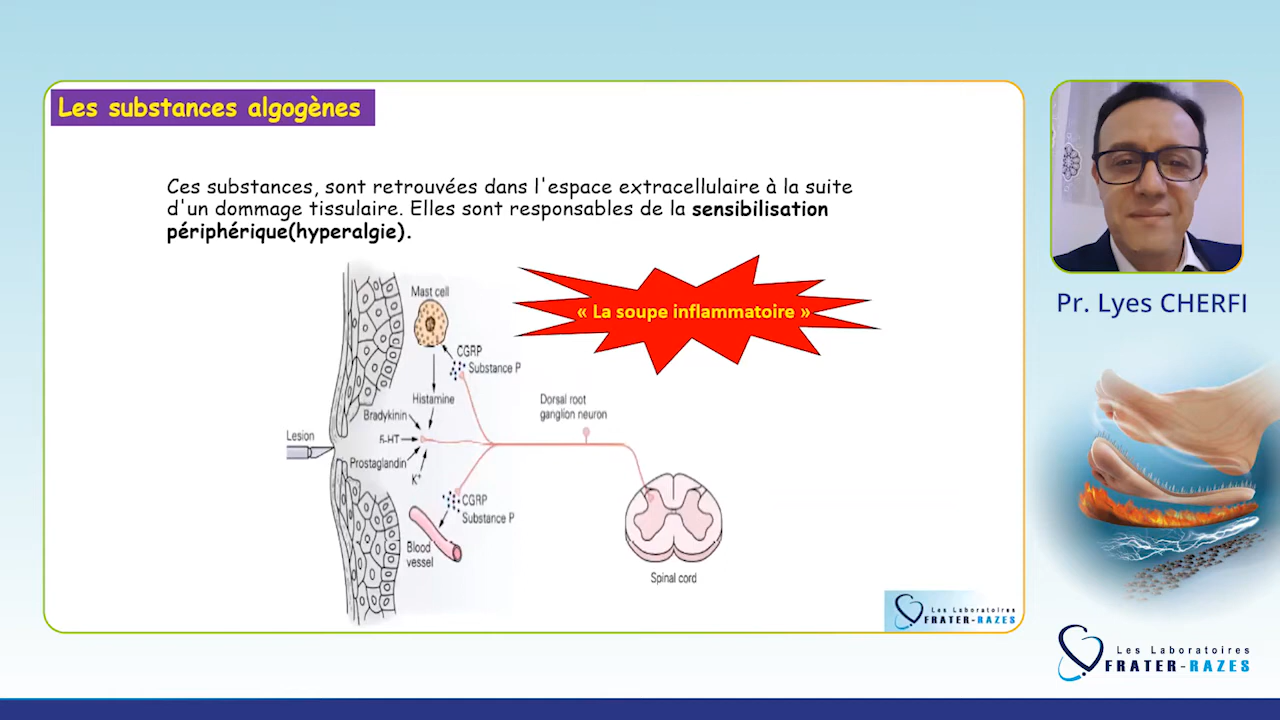 Les substances algogènes
Ces substances, sont retrouvées dans l'espace extracellulaire à la suite
d'un dommage tissulaire. Elles sont responsables de la sensibilisation
périphérique(hyperalgie).
« La soupe inflammatoire »
Mast cell
CGRP
Substance P
Histamine
Bradykinin
5-HT
Lesion
Prostaglandin
K+
Dorsal root
ganglion neuron
CGRP
Substance P
Blood
vessel
Spinal cord
Les Laboratoires
FRATER-RAZES
Pr. Lyes CHERFI
Les Laboratoires
FRATER-RAZES